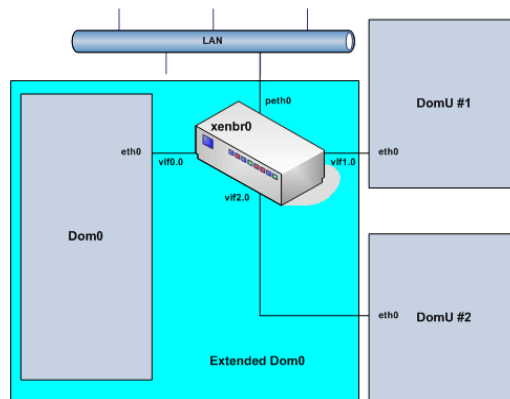 LAN
peth0
DomU #1
xenbr0
eth0
vif0.0
vif1.0
eth0
vif2.0
Dom0
eth0
DomU #2
Extended Dom0